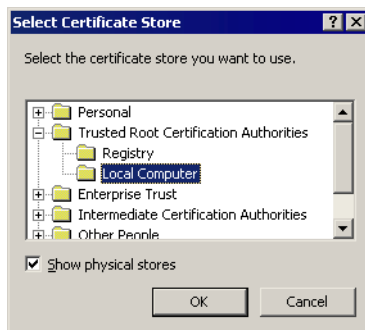 Select Certificate Store
Select the certificate store you want to use.
Personal
Trusted Root Certification Authorities
Registry
Local Computer
Enterprise Trust
Intermediate Certification Authorities
Other People
Show physical stores
OK Cancel